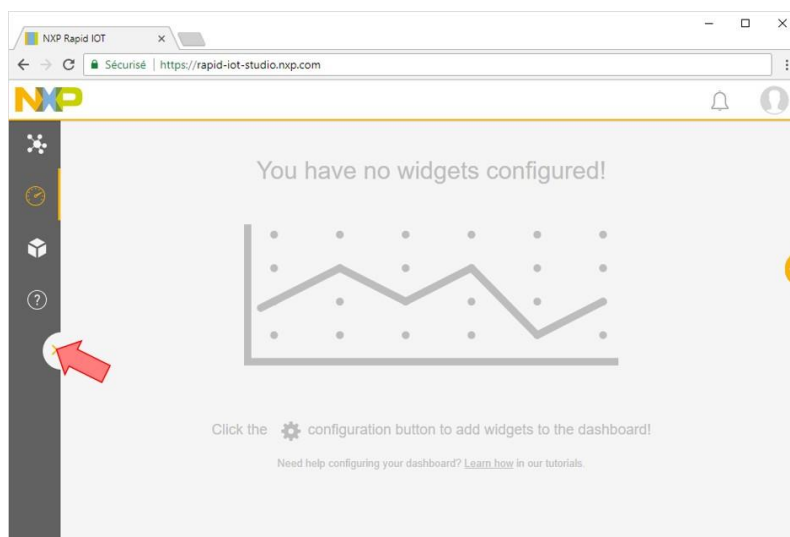 NXP Rapid IOT
Sécurisé | https://rapid-iot-studio.nxp.com
NXP
You have no widgets configured!
Click the configuration button to add widgets to the dashboard!
Need help configuring your dashboard? Learn how in our tutorials.